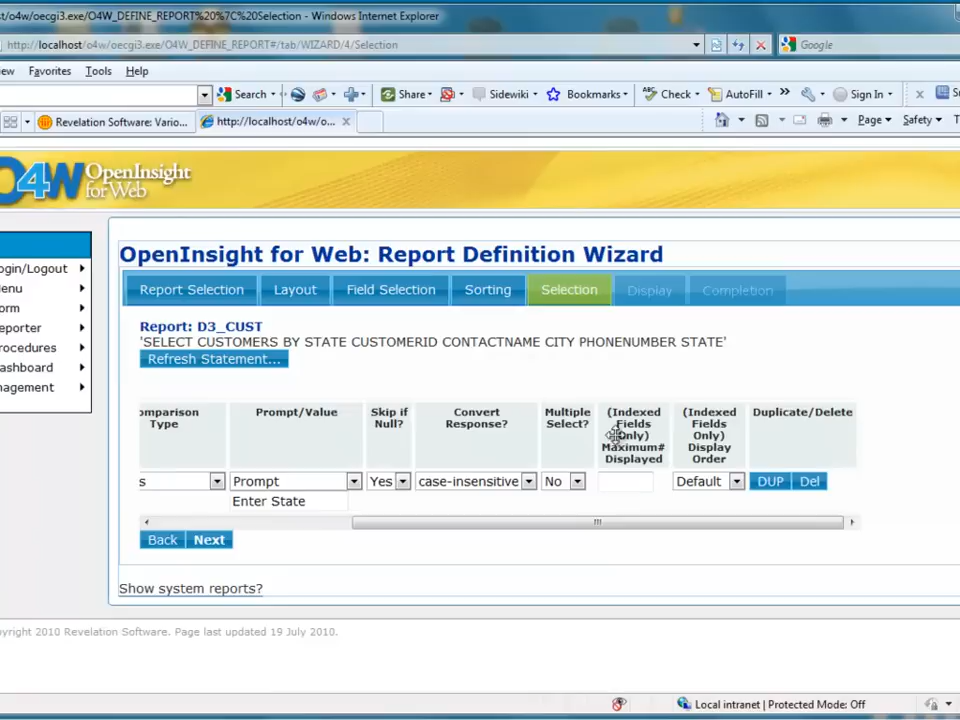 st/o4w/oecgi3.exe/O4W_DEFINE_REPORT%20%7C%20Selection - Windows Internet Explorer
http://localhost/o4w/oecgi3.exe/O4W_DEFINE_REPORT#/tab/WIZARD/4/Selection
Google
ew Favorites Tools Help
Search Share Sidewiki Bookmarks Check AutoFill » Sign In
Revelation Software: Vario... http://localhost/o4w/o... Page Safety
O4W OpenInsight for Web
OpenInsight for Web: Report Definition Wizard
ogin/Logout
enu
orm
eporter
rocedures
ashboard
nagement
Report Selection Layout Field Selection Sorting Selection Display Completion
Report: D3_CUST
'SELECT CUSTOMERS BY STATE CUSTOMERID CONTACTNAME CITY PHONENUMBER STATE'
Refresh Statement...
omparison Type
Prompt/Value
Skip if Null?
Convert Response?
Multiple Select?
(Indexed Fields Only) Maximum# Displayed
(Indexed Fields Only) Display Order
Duplicate/Delete
s Prompt Yes case-insensitive No Default DUP Del
Enter State
Back Next
Show system reports?
yright 2010 Revelation Software. Page last updated 19 July 2010.
Local intranet | Protected Mode: Off